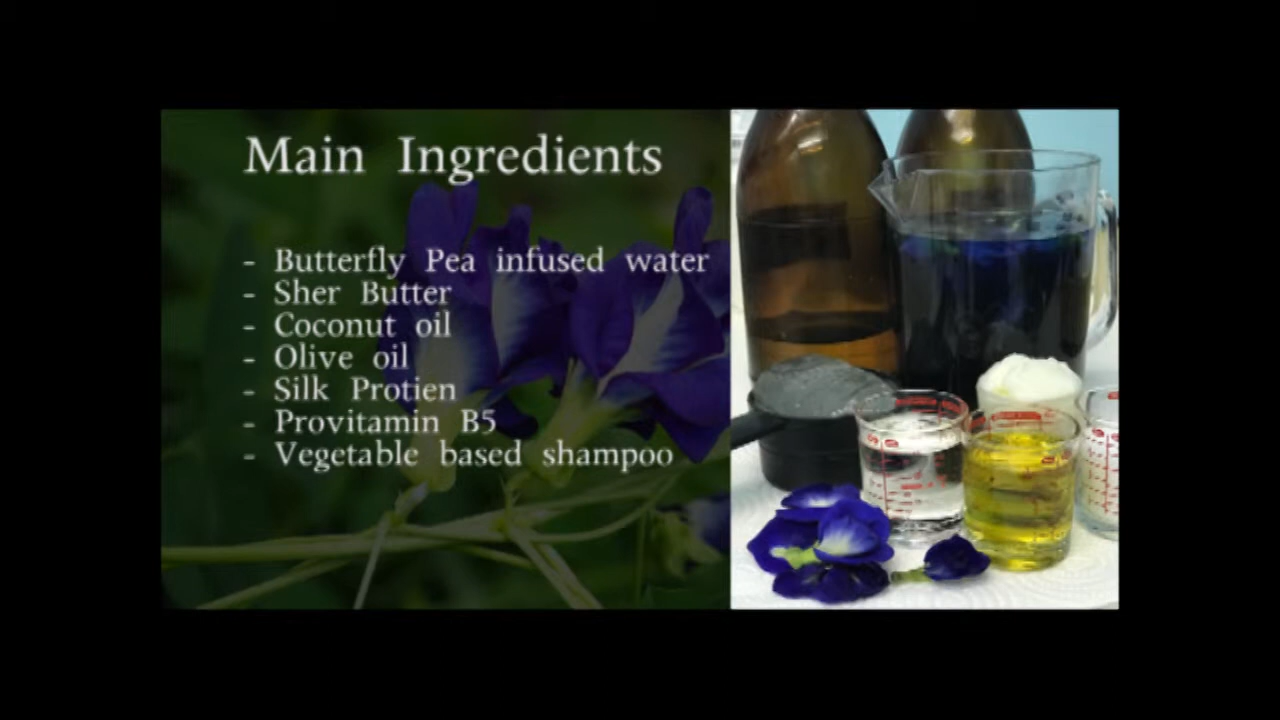 Main Ingredients
- Butterfly Pea infused water
- Sher Butter
- Coconut oil
- Olive oil
- Silk Protien
- Provitamin B5
- Vegetable based shampoo